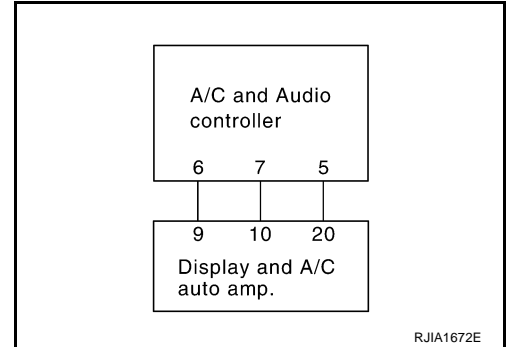 A/C and Audio
controller
6 7 5
9 10 20
Display and A/C
auto amp.
RJIA1672E